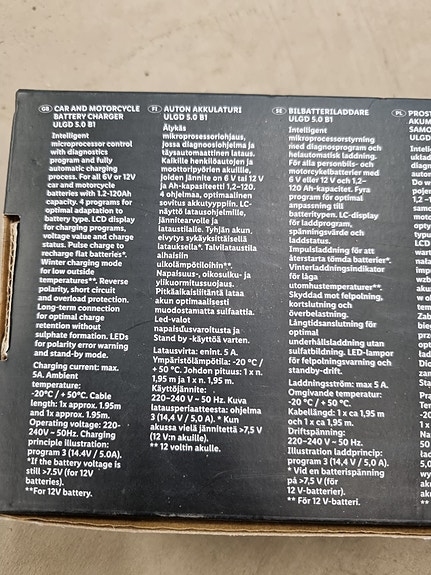 GB CAR AND MOTORCYCLE
BATTERY CHARGER
ULGD 5.0 B1
Intelligent
microprocessor control
with diagnostics
program and fully
automatic charging
process. For all 6V or 12V
car and motorcycle
batteries with 1.2-120Ah
capacity. 4 programs for
optimal adaptation to
battery type. LCD display
for charging programs,
voltage value and charge
status. Pulse charge to
recharge flat batteries*.
Winter charging mode
for low outside
temperatures**. Reverse
polarity, short circuit
and overload protection.
Long-term connection
for optimal charge
retention without
sulphate formation. LEDs
for polarity error warning
and stand-by mode.
Charging current: max.
5A. Ambient
temperature:
-20°C / + 50°C. Cable
length: 1x approx. 1.95m
and 1x approx. 1.95m.
Operating voltage: 220-
240V ~ 50Hz. Charging
principle illustration:
program 3 (14.4V / 5.0A).
*If the battery voltage is
still >7.5V (for 12V
batteries).
**For 12V battery.
FI AUTON AKKULATURI
ULGD 5.0 B1
Älykäs
mikroprosessoriohjaus,
jossa diagnosiohjelma ja
täysautomaattinen lataus.
Kaikille henkilöautojen ja
moottoripyörien akuille,
joiden jännite on 6 V tai 12 V
ja Ah-kapasiteetti 1,2–120.
4 ohjelmaa, optimaalinen
sovitus akkutyyppiin. LC-
näyttö latausohjelmille,
jännitearvolle ja
lataustilalle. Tyhjän akun,
elvytys sykäyksittäisellä
latauksella*. Talvilataustila
alhaisiin
ulkolämpötiloihin**.
Napaisuus-, oikosulku- ja
ylikuormitussuojaus.
Pitkäaikaisliitäntä lataa
akun optimaalisesti
muodostamatta sulfaattia.
Led-valot
napaisuusvaroitusta ja
Stand by -käyttöä varten.
Latausvirta: enint. 5 A.
Ympäristölämpötila: -20 °C /
+ 50 °C. Johdon pituus: 1 x n.
1,95 m ja 1 x n. 1,95 m.
Käyttöjännite:
220–240 V ~ 50 Hz. Kuva
latausperiaatteesta: ohjelma
3 (14,4 V / 5,0 A). * Kun
akussa vielä jännitettä >7,5 V
(12 V:n akuille).
** 12 voltin akulle.
SE BILBATTERILADDARE
ULGD 5.0 B1
Intelligent
mikroprocessorstyrning
med diagnosprogram och
helautomatisk laddning.
För alla personbils- och
motorcykelbatterier med
6 V eller 12 V och 1,2–
120 Ah-kapacitet. Fyra
program för optimal
anpassning till
batteritypen. LC-display
för laddprogram,
spänningsvärde och
laddstatus.
Impulsladdning för att
återstarta tömda batterier*.
Vinterladdningsindikator
för låga
utomhustemperaturer**.
Skyddad mot felpolning,
kortslutning och
överbelastning.
Långtidsanslutning för
optimal
underhållsladdning utan
sulfatbildning. LED-lampor
för felpolningsvarning och
standby-drift.
Laddningsström: max 5 A.
Omgivande temperatur:
-20 °C / + 50 °C.
Kabellängd: 1 x ca 1,95 m
och 1 x ca 1,95 m.
Driftspänning:
220–240 V ~ 50 Hz.
Illustration laddprincip:
program 3 (14,4 V / 5,0 A).
* Vid en batterispänning
på >7,5 V (för
12 V-batterier).
** För 12 V-batteri.
PL